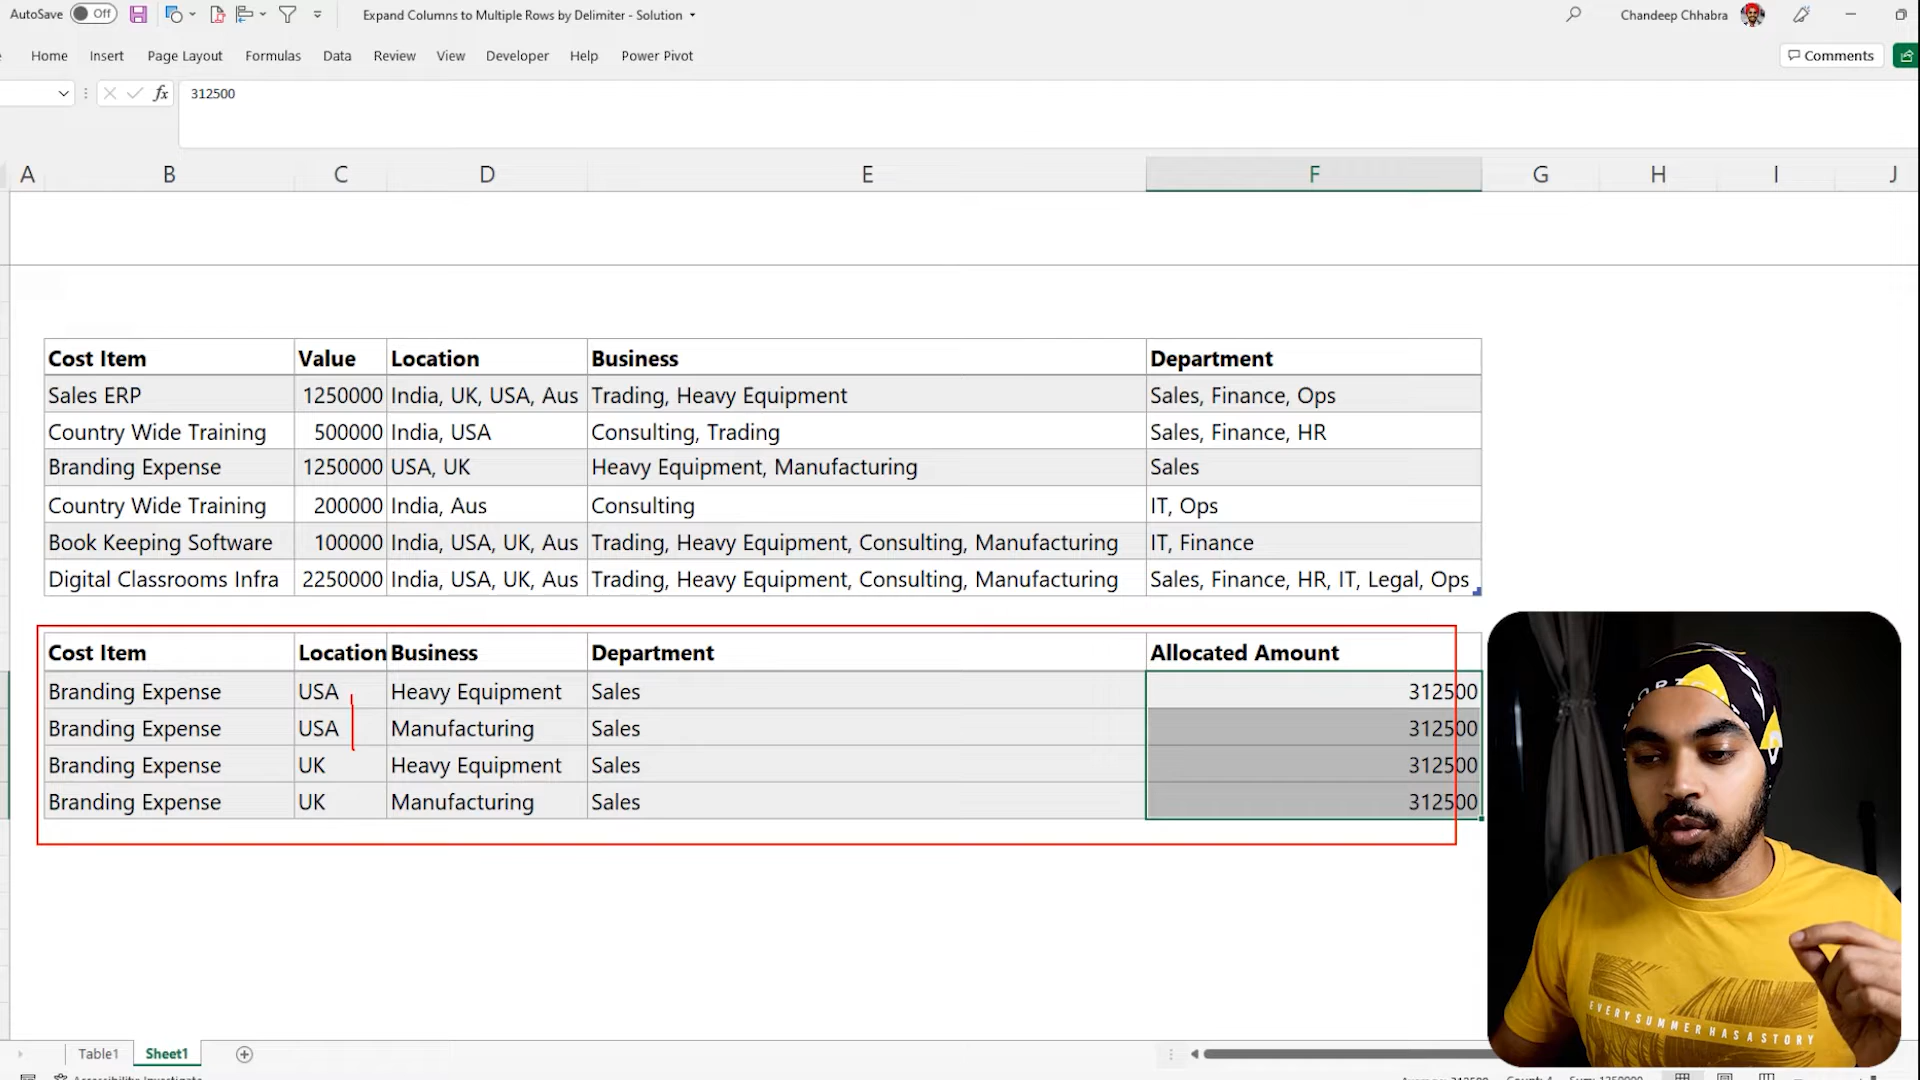 AutoSave Off Expand Columns to Multiple Rows by Delimiter - Solution Chandeep Chhabra
Home Insert Page Layout Formulas Data Review View Developer Help Power Pivot Comments
fx 312500
A B C D E F G H I J
Cost Item Value Location Business Department
Sales ERP 1250000 India, UK, USA, Aus Trading, Heavy Equipment Sales, Finance, Ops
Country Wide Training 500000 India, USA Consulting, Trading Sales, Finance, HR
Branding Expense 1250000 USA, UK Heavy Equipment, Manufacturing Sales
Country Wide Training 200000 India, Aus Consulting IT, Ops
Book Keeping Software 100000 India, USA, UK, Aus Trading, Heavy Equipment, Consulting, Manufacturing IT, Finance
Digital Classrooms Infra 2250000 India, USA, UK, Aus Trading, Heavy Equipment, Consulting, Manufacturing Sales, Finance, HR, IT, Legal, Ops
Cost Item Location Business Department Allocated Amount
Branding Expense USA Heavy Equipment Sales 312500
Branding Expense USA Manufacturing Sales 312500
Branding Expense UK Heavy Equipment Sales 312500
Branding Expense UK Manufacturing Sales 312500
EVERY SUMMER HAS A STORY
Table1 Sheet1